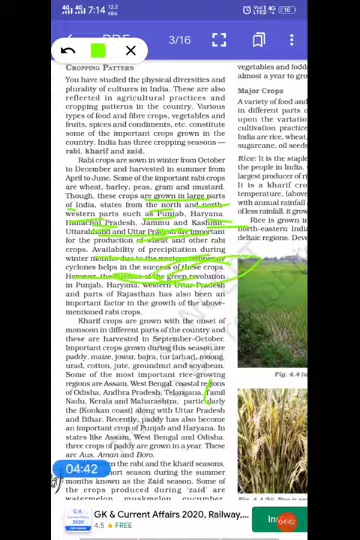 7:14
12.2 KB/s
Vo) LTE2
16
PDF
3/16
CROPPING PATTERN
You have studied the physical diversities and
plurality of cultures in India. These are also
reflected in agricultural practices and
cropping patterns in the country. Various
types of food and fibre crops, vegetables and
fruits, spices and condiments, etc. constitute
some of the important crops grown in the
country. India has three cropping seasons —
rabi, kharif and zaid.
Rabi crops are sown in winter from October
to December and harvested in summer from
April to June. Some of the important rabi crops
are wheat, barley, peas, gram and mustard.
Though, these crops are grown in large parts
of India, states from the north and north-
western parts such as Punjab, Haryana,
Himachal Pradesh, Jammu and Kashmir,
Uttarakhand and Uttar Pradesh are important
for the production of wheat and other rabi
crops. Availability of precipitation during
winter months due to the western temperate
cyclones helps in the success of these crops.
However, the success of the green revolution
in Punjab, Haryana, western Uttar Pradesh
and parts of Rajasthan has also been an
important factor in the growth of the above-
mentioned rabi crops.
Kharif crops are grown with the onset of
monsoon in different parts of the country and
these are harvested in September-October.
Important crops grown during this season are
paddy, maize, jowar, bajra, tur (arhar), moong,
urad, cotton, jute, groundnut and soyabean.
Some of the most important rice-growing
regions are Assam, West Bengal, coastal regions
of Odisha, Andhra Pradesh, Telangana, Tamil
Nadu, Kerala and Maharashtra, particularly
the (Konkan coast) along with Uttar Pradesh
and Bihar. Recently, paddy has also become
an important crop of Punjab and Haryana. In
states like Assam, West Bengal and Odisha,
three crops of paddy are grown in a year. These
are Aus, Aman and Boro.
the rabi and the kharif seasons,
short season during the summer
months known as the Zaid season. Some
of the crops produced during 'zaid' are
watermelon, muskmelon, cucumber,
vegetables and fodd
almost a year to gro
Major Crops
A variety of food an
in different parts o
upon the variation
cultivation practice
India are rice, wheat,
sugarcane, oil seeds
Rice: It is the staple
the people in India.
largest producer of r
It is a kharif crop
temperature, (above
with annual rainfall
of less rainfall, it grow
Rice is grown in
north-eastern India
deltaic regions. Deve
Fig. 4.4 (a
04:42
GK & Current Affairs 2020, Railway,...
4.5 ★ FREE
Ins
04:42